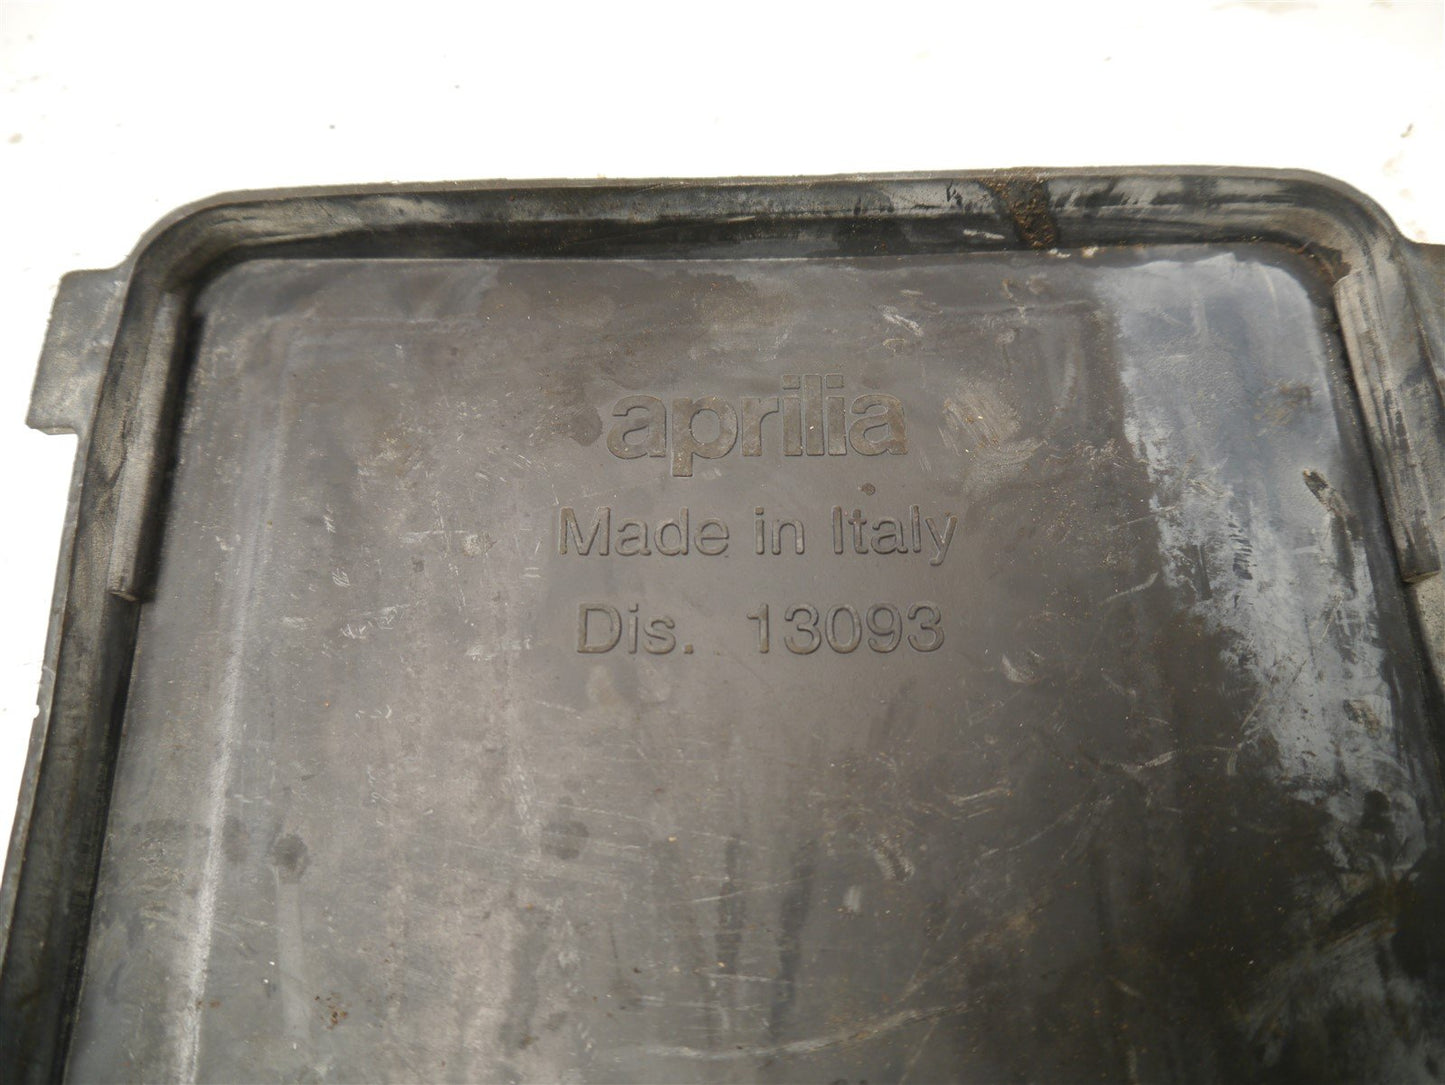 aprilia
Made in Italy
Dis. 13093